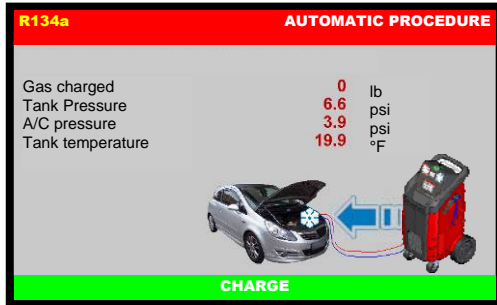 R134a AUTOMATIC PROCEDURE
Gas charged 0 lb
Tank Pressure 6.6 psi
A/C pressure 3.9 psi
Tank temperature 19.9 °F
CHARGE